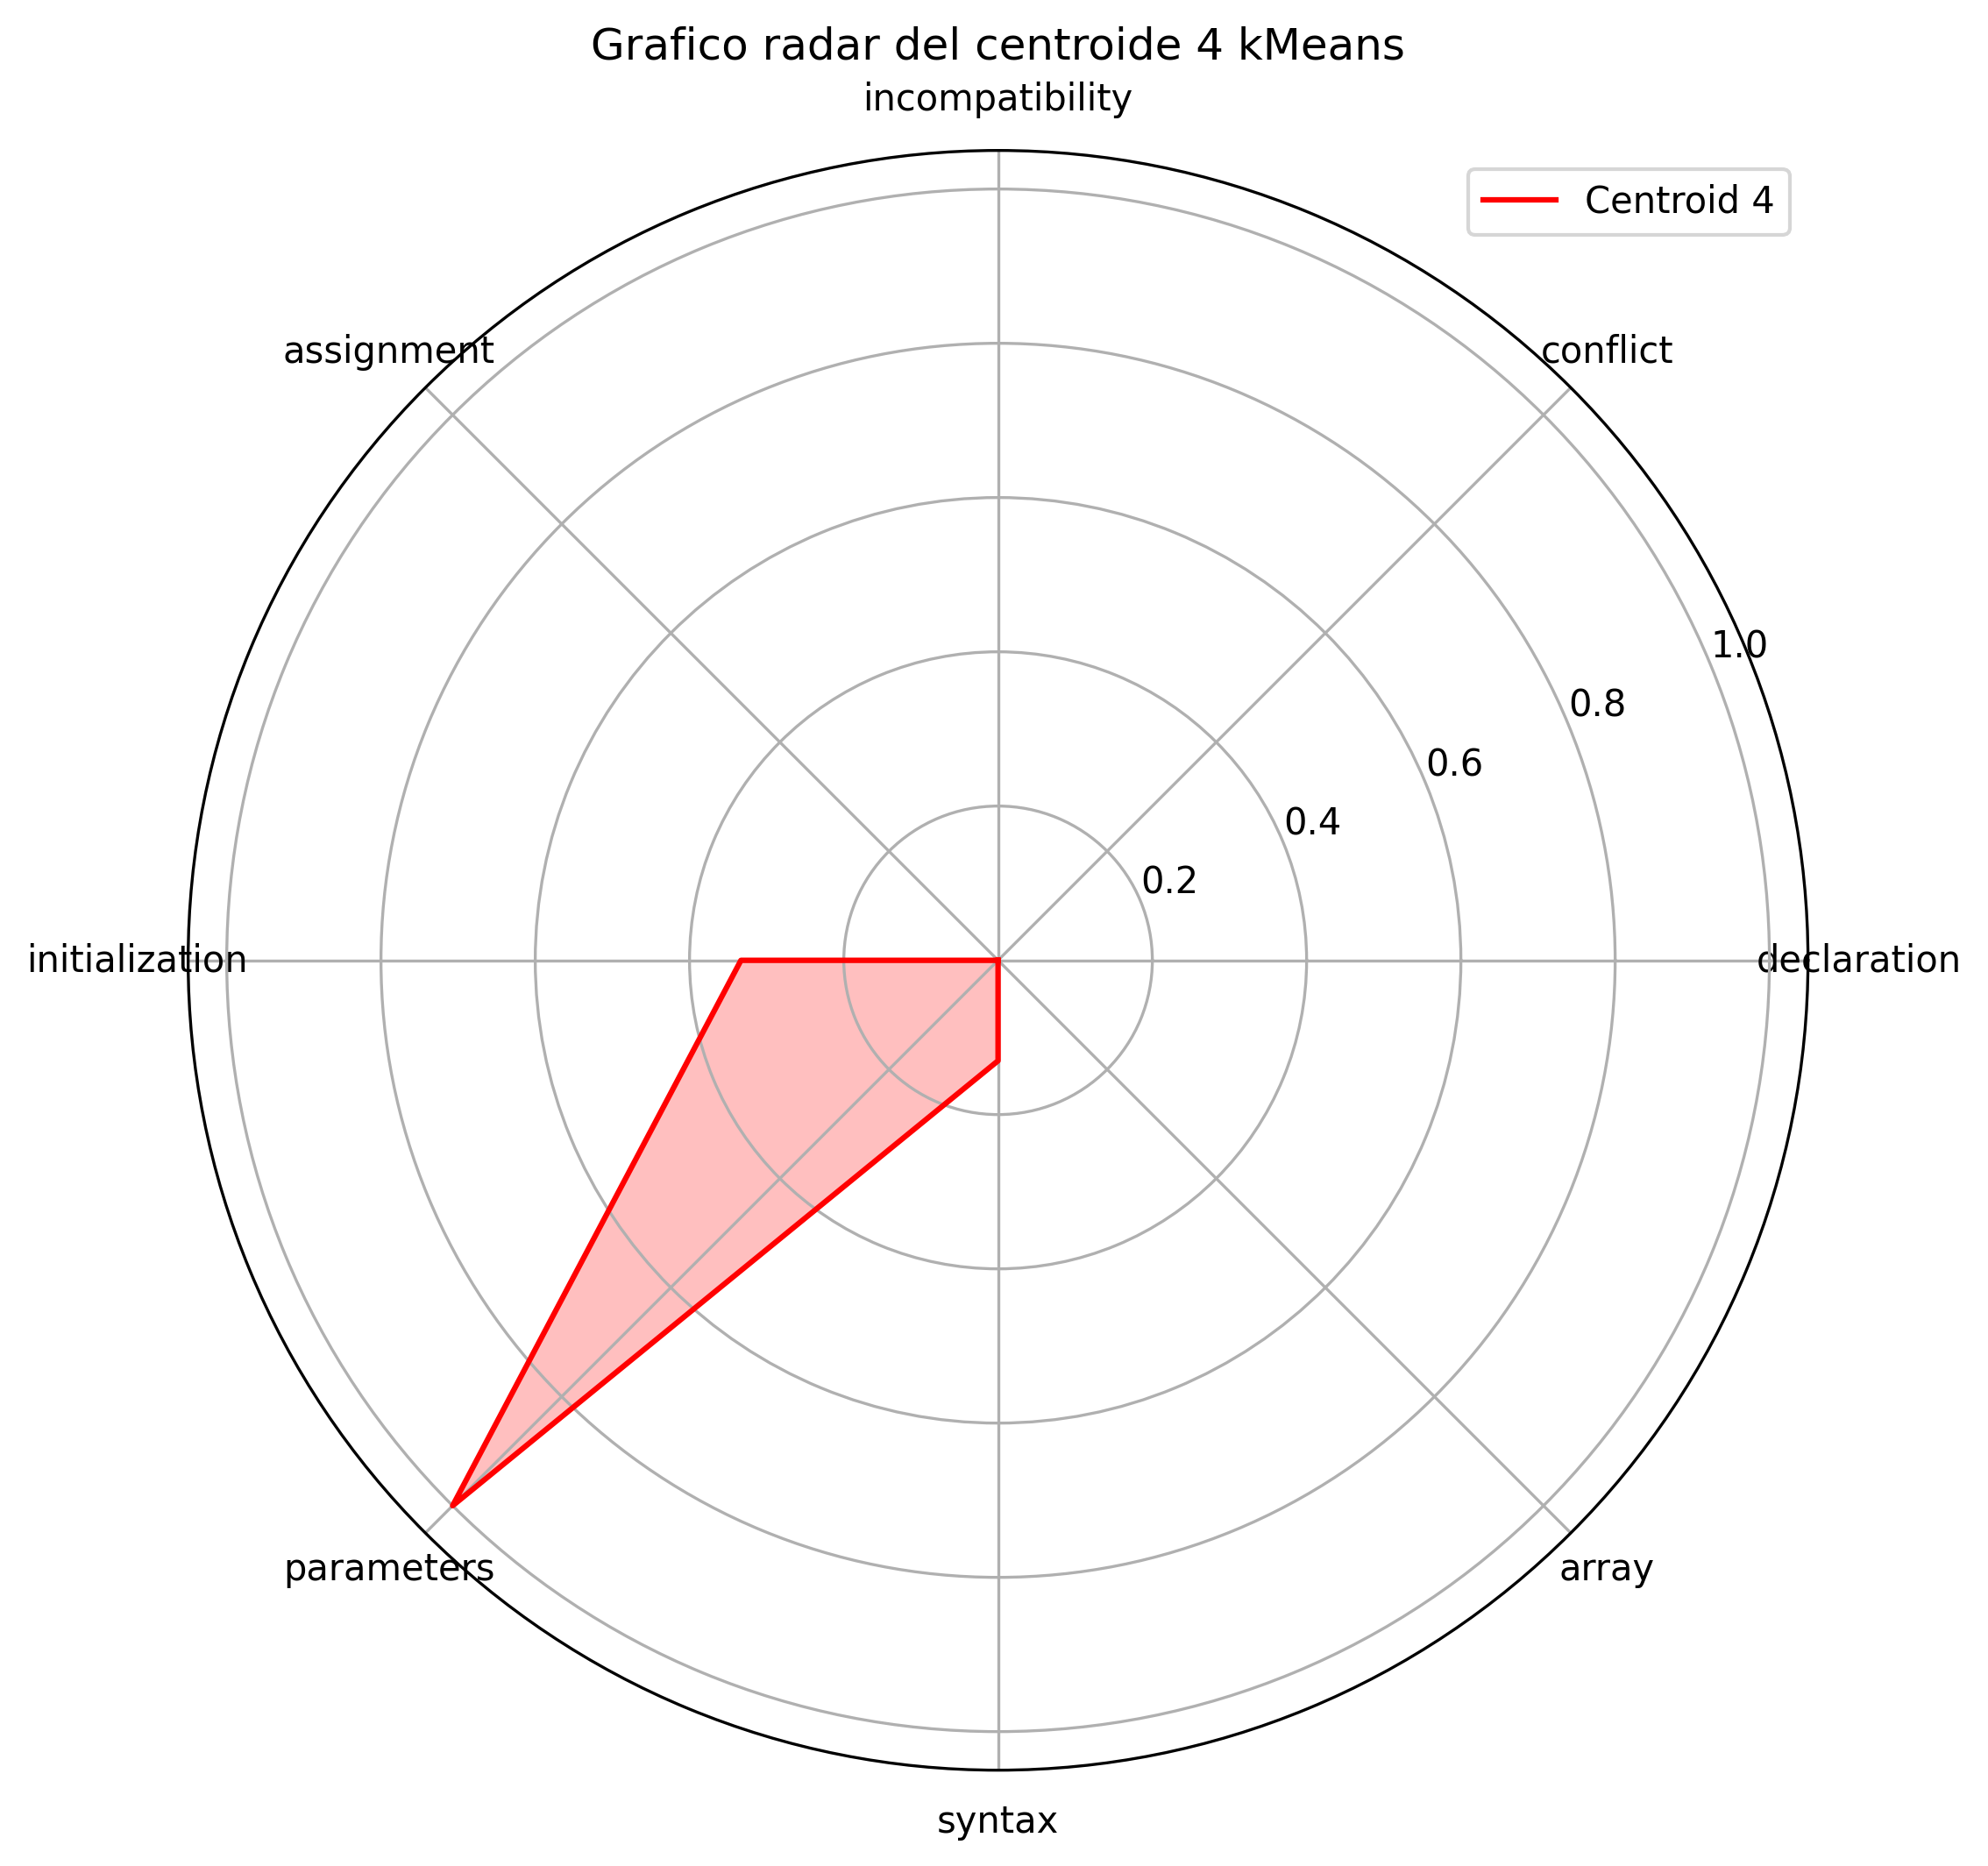 Grafico radar del centroide 4 kMeans
incompatibility
Centroid 4
assignment
conflict
1.0
0.8
0.6
0.4
0.2
initialization
declaration
parameters
array
syntax